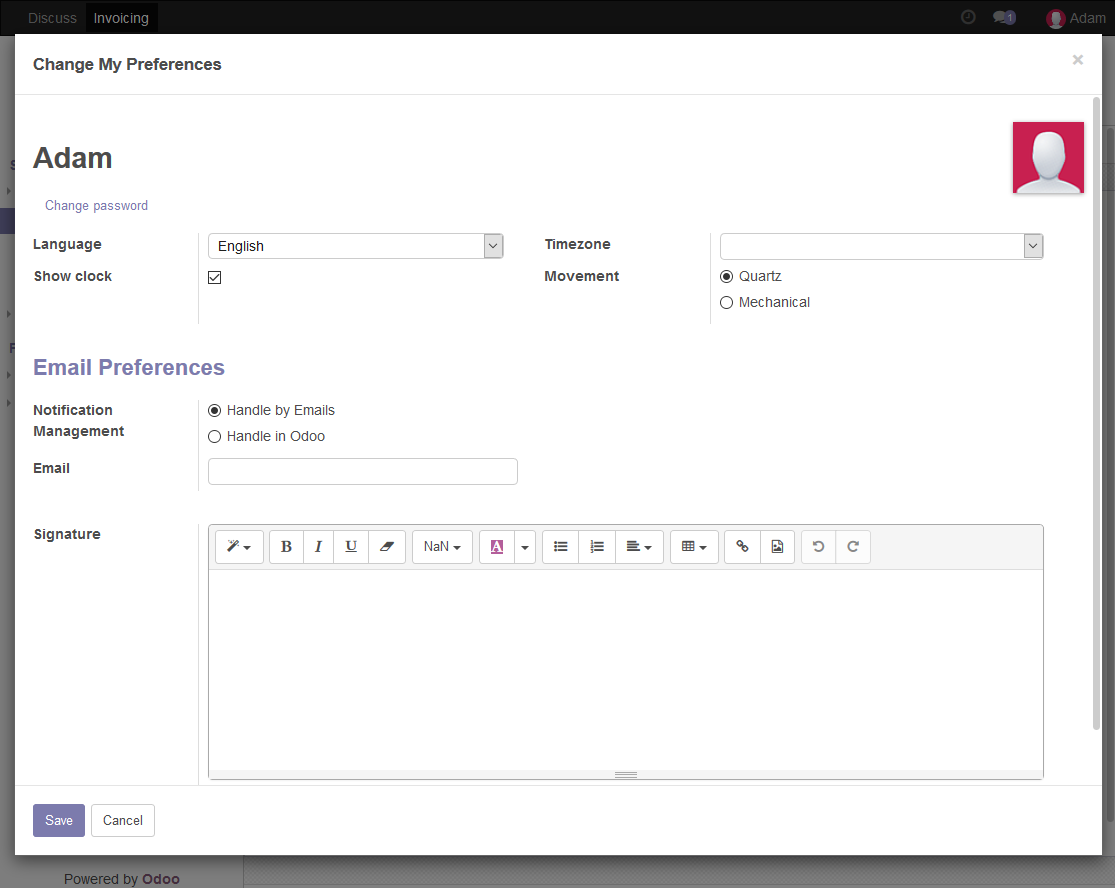 Discuss Invoicing 1 Adam
Change My Preferences ×
Adam
Change password
Language English Timezone
Show clock Movement Quartz
Mechanical
Email Preferences
Notification Management
Handle by Emails
Handle in Odoo
Email
Signature
B I U NaN A
Save Cancel
Powered by Odoo